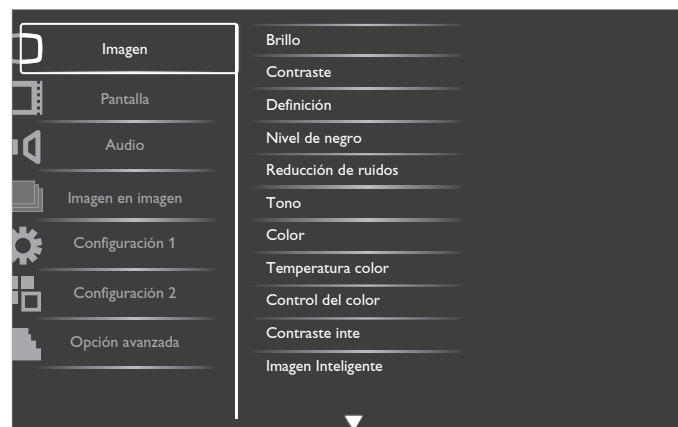 Imagen
Pantalla
Audio
Imagen en imagen
Configuración 1
Configuración 2
Opción avanzada
Brillo
Contraste
Definición
Nivel de negro
Reducción de ruidos
Tono
Color
Temperatura color
Control del color
Contraste inte
Imagen Inteligente